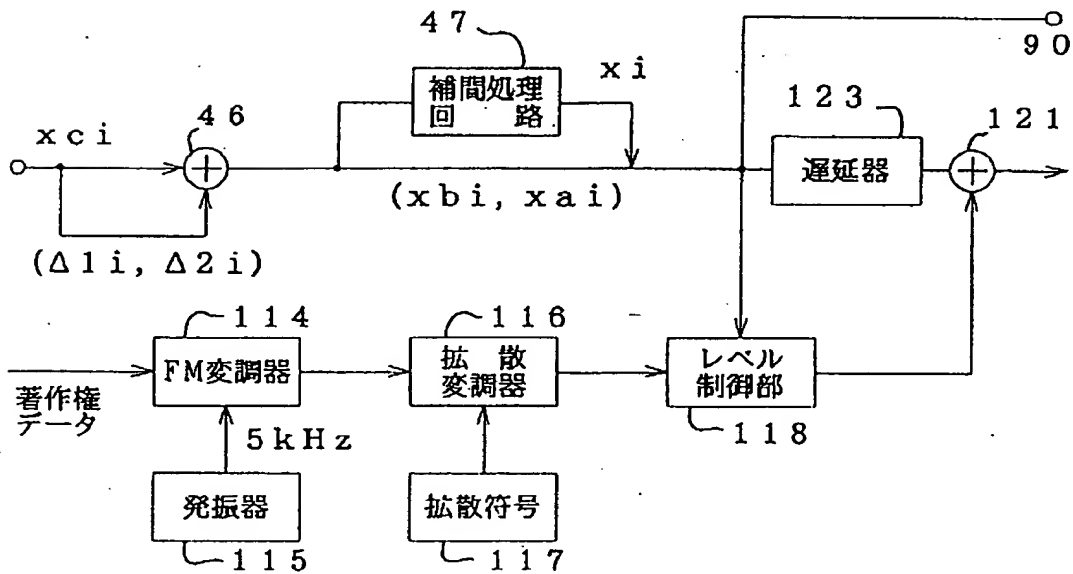 47
90
補間処理
回路
xi
123
46
121
xci
遅延器
(xbi, xai)
(Δ1i, Δ2i)
114
116
FM変調器
拡散
変調器
レベル
制御部
著作権
データ
118
5kHz
発振器
拡散符号
115
117